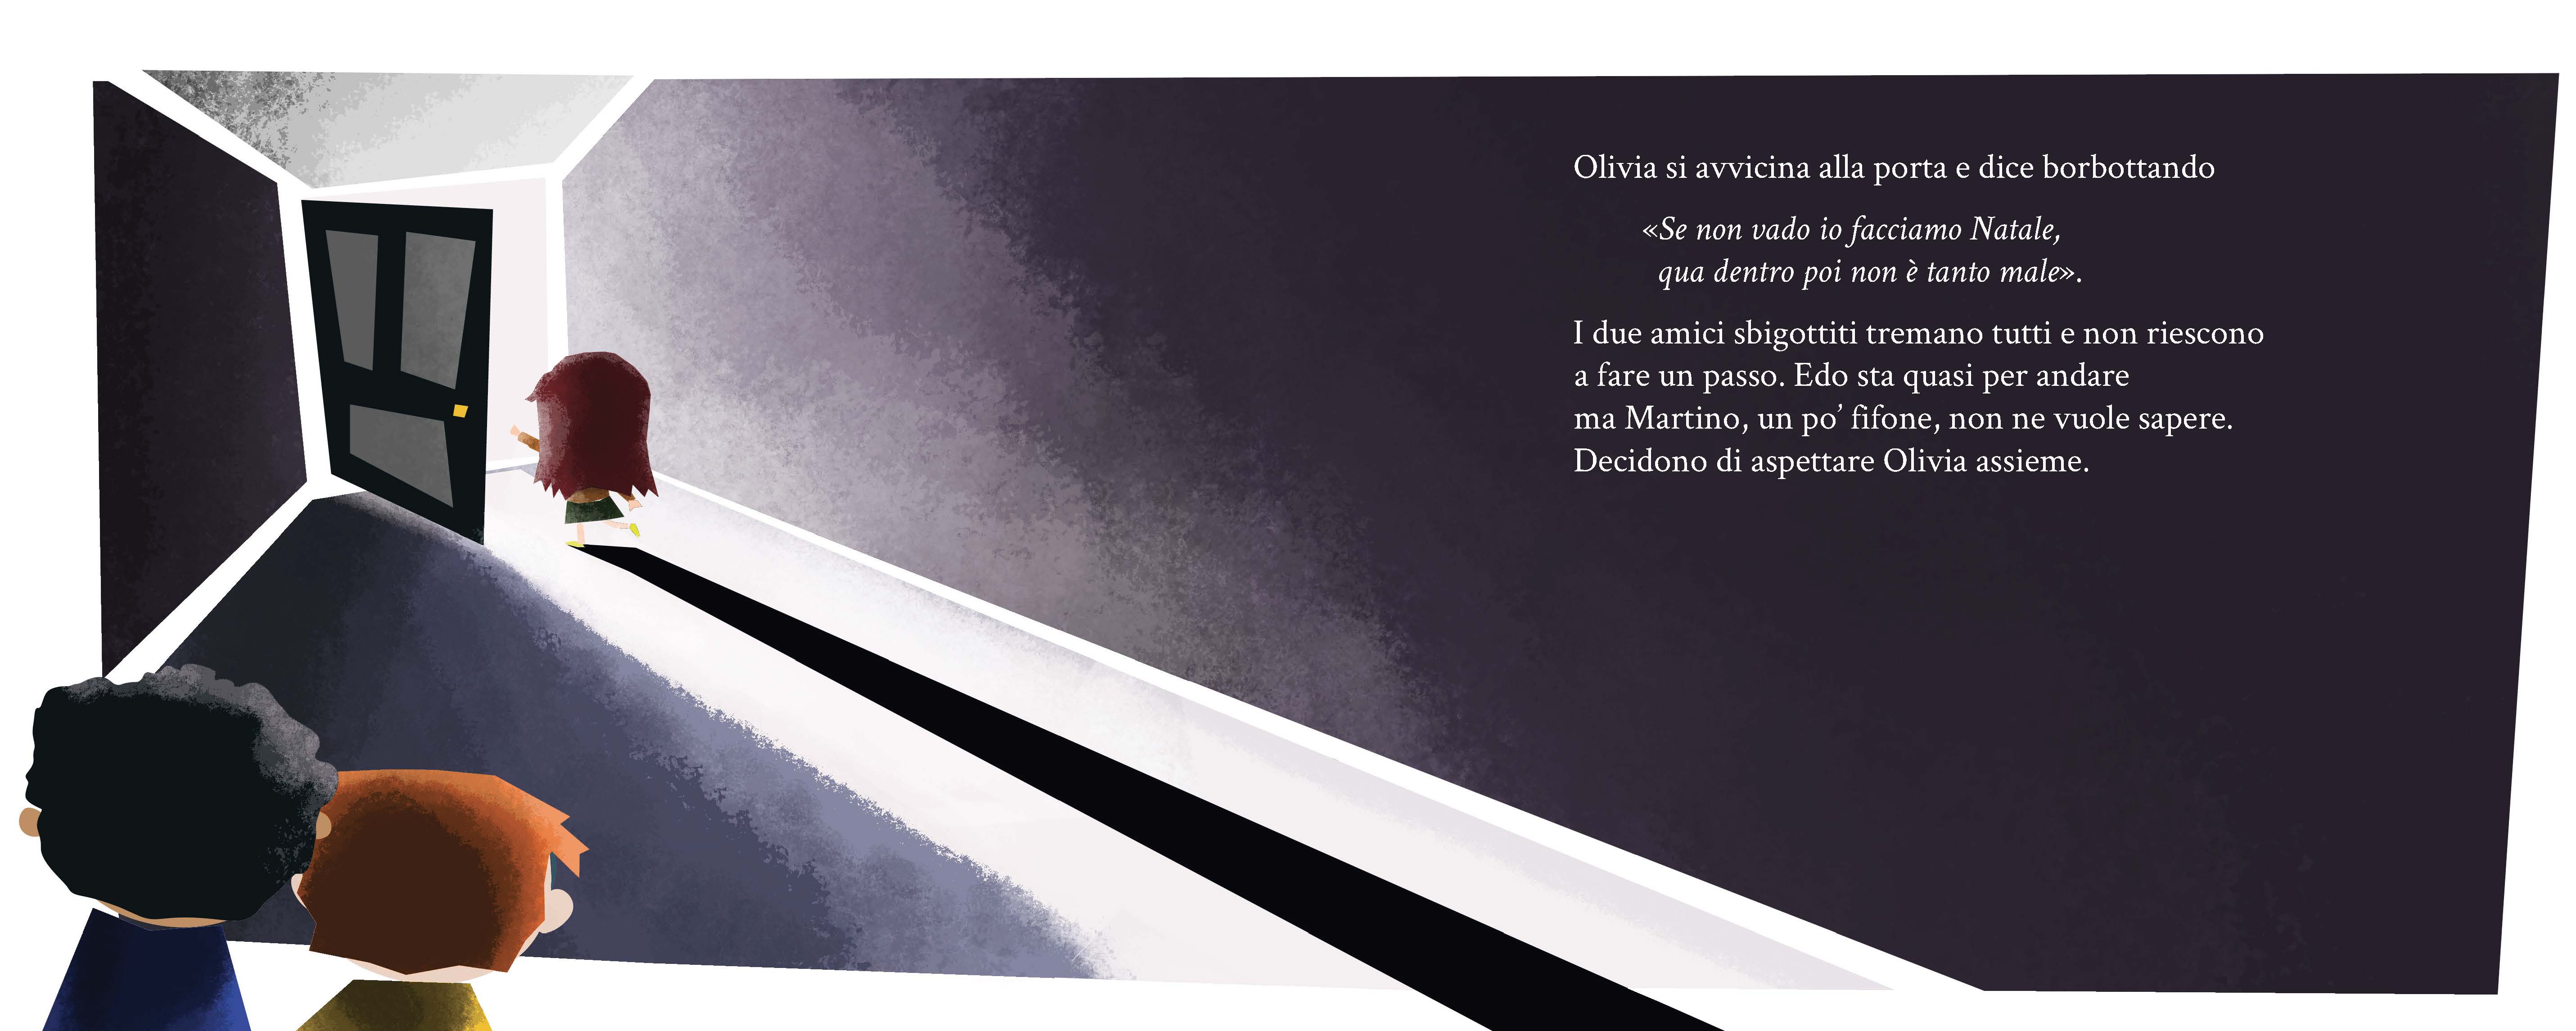 Olivia si avvicina alla porta e dice borbottando
«Se non vado io facciamo Natale,
qua dentro poi non è tanto male».
I due amici sbigottiti tremano tutti e non riescono
a fare un passo. Edo sta quasi per andare
ma Martino, un po’ fifone, non ne vuole sapere.
Decidono di aspettare Olivia assieme.